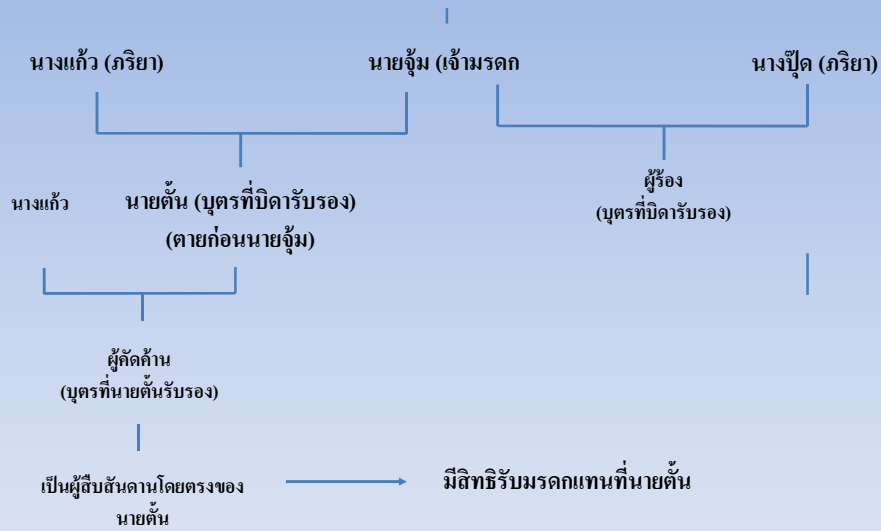 นางแก้ว (ภริยา)
นายจุ้ม (เจ้ามรดก
นางปุ๊ด (ภริยา)
นางแก้ว
นายตั้น (บุตรที่บิดารับรอง)
(ตายก่อนนายจุ้ม)
ผู้ร้อง
(บุตรที่บิดารับรอง)
ผู้คัดค้าน
(บุตรที่นายตั้นรับรอง)
เป็นผู้สืบสันดานโดยตรงของ
นายตั้น
มีสิทธิรับมรดกแทนที่นายตั้น